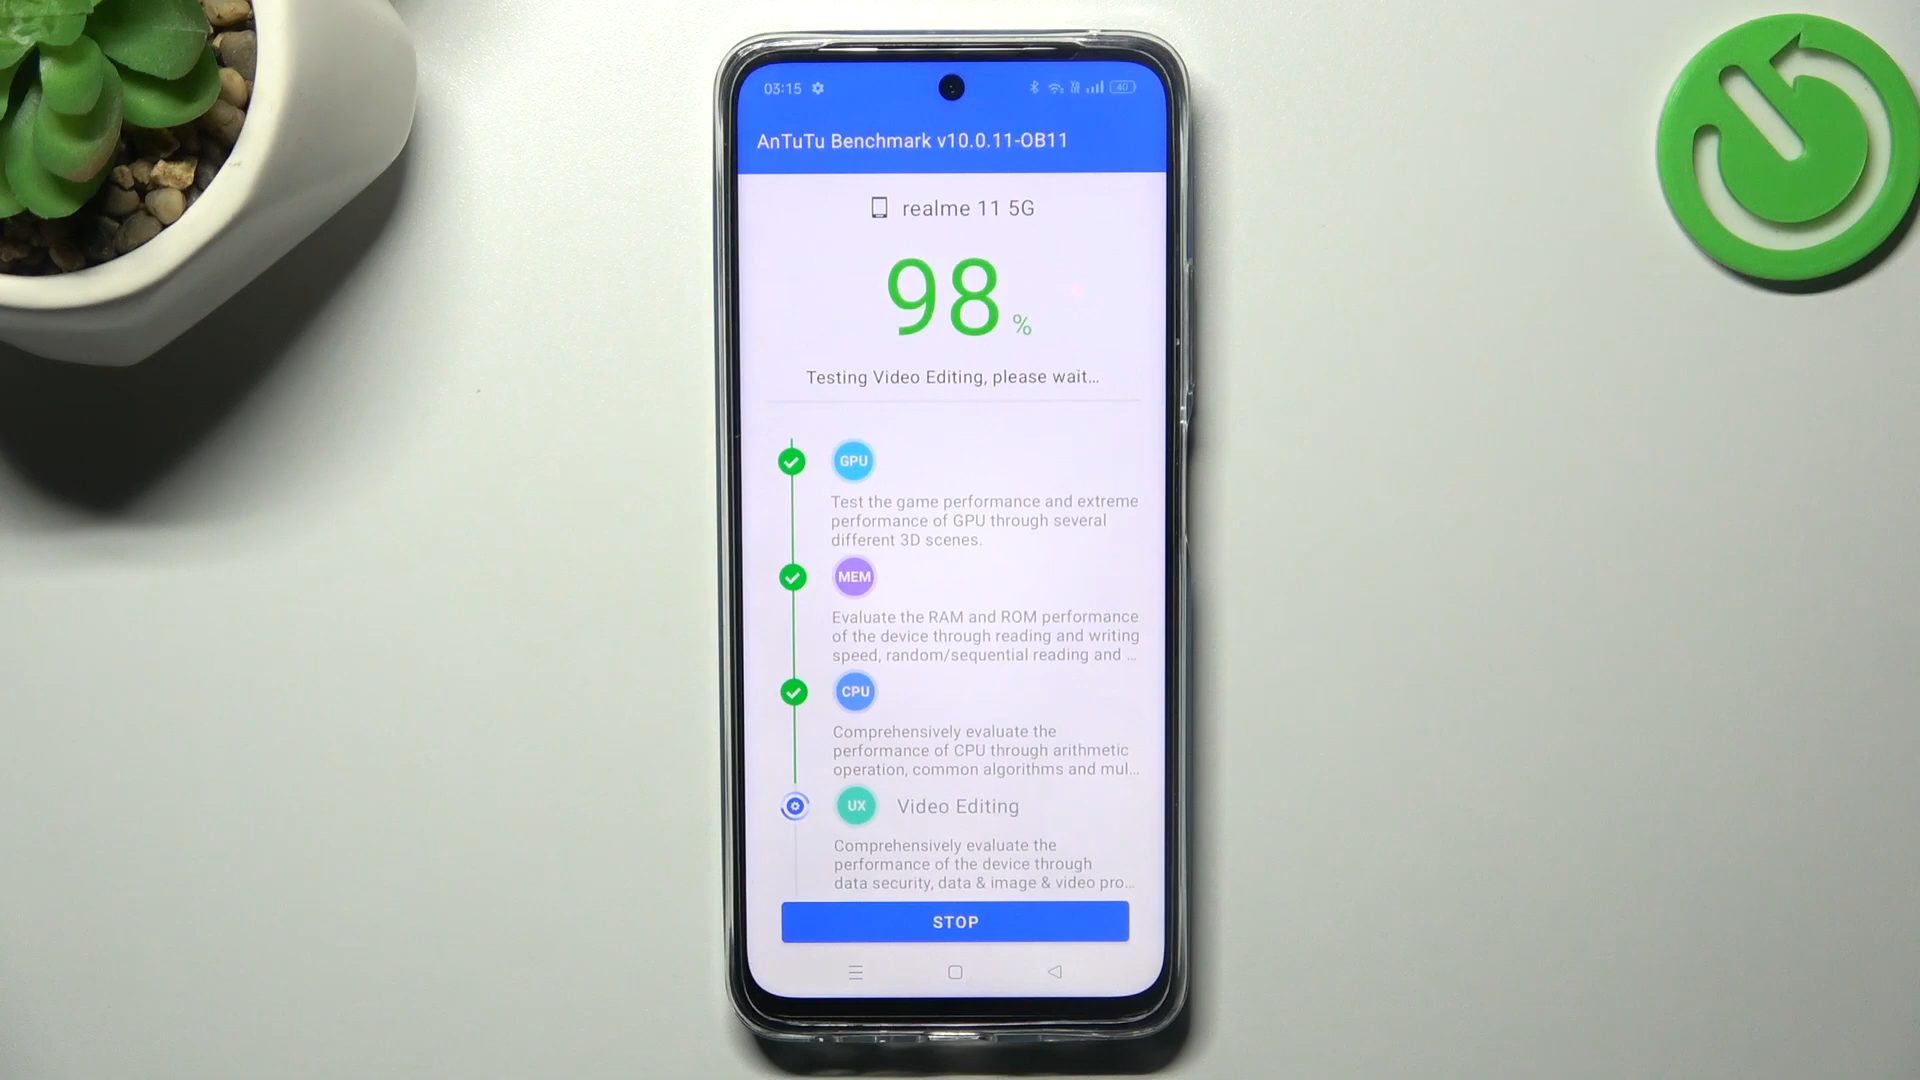 03:15
40
AnTuTu Benchmark v10.0.11-OB11
realme 11 5G
98 %
Testing Video Editing, please wait...
GPU
Test the game performance and extreme
performance of GPU through several
different 3D scenes.
MEM
Evaluate the RAM and ROM performance
of the device through reading and writing
speed, random/sequential reading and ...
CPU
Comprehensively evaluate the
performance of CPU through arithmetic
operation, common algorithms and mul...
UX Video Editing
Comprehensively evaluate the
performance of the device through
data security, data & image & video pro...
STOP